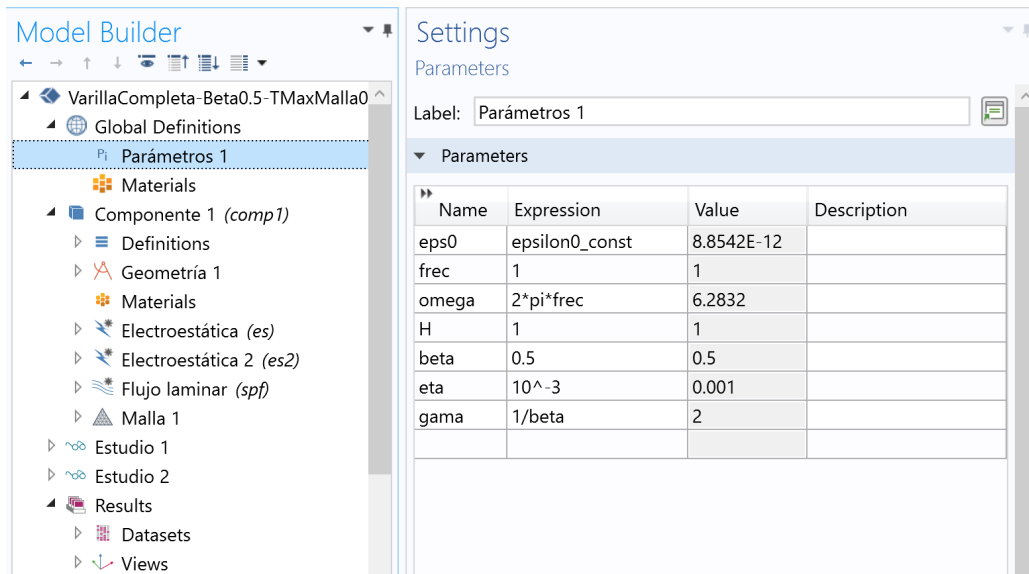 Model Builder
VarillaCompleta-Beta0.5-TMaxMalla0
Global Definitions
Pi Parámetros 1
Materials
Componente 1 (comp1)
Definitions
Geometría 1
Materials
Electroestática (es)
Electroestática 2 (es2)
Flujo laminar (spf)
Malla 1
Estudio 1
Estudio 2
Results
Datasets
Views
Settings
Parameters
Label: Parámetros 1
Parameters
Name Expression Value Description
eps0 epsilon0_const 8.8542E-12
frec 1 1
omega 2*pi*frec 6.2832
H 1 1
beta 0.5 0.5
eta 10^-3 0.001
gama 1/beta 2